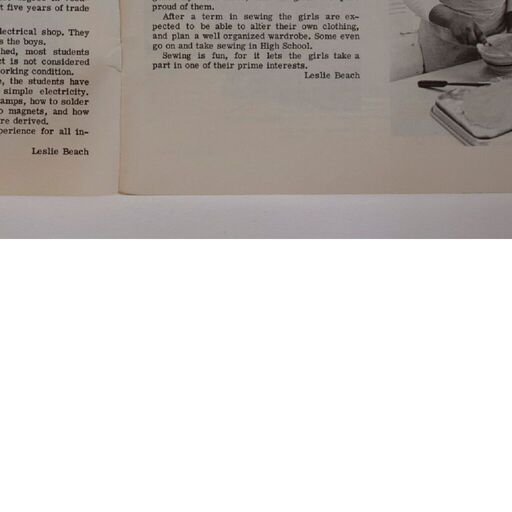 t five years of trade
lectrical shop. They
s the boys.
hed, most students
ct is not considered
orking condition.
e, the students have
simple electricity.
amps, how to solder
o magnets, and how
re derived.
perience for all in-
Leslie Beach
proud of them.
After a term in sewing the girls are ex-
pected to be able to alter their own clothing,
and plan a well organized wardrobe. Some even
go on and take sewing in High School.
Sewing is fun, for it lets the girls take a
part in one of their prime interests.
Leslie Beach